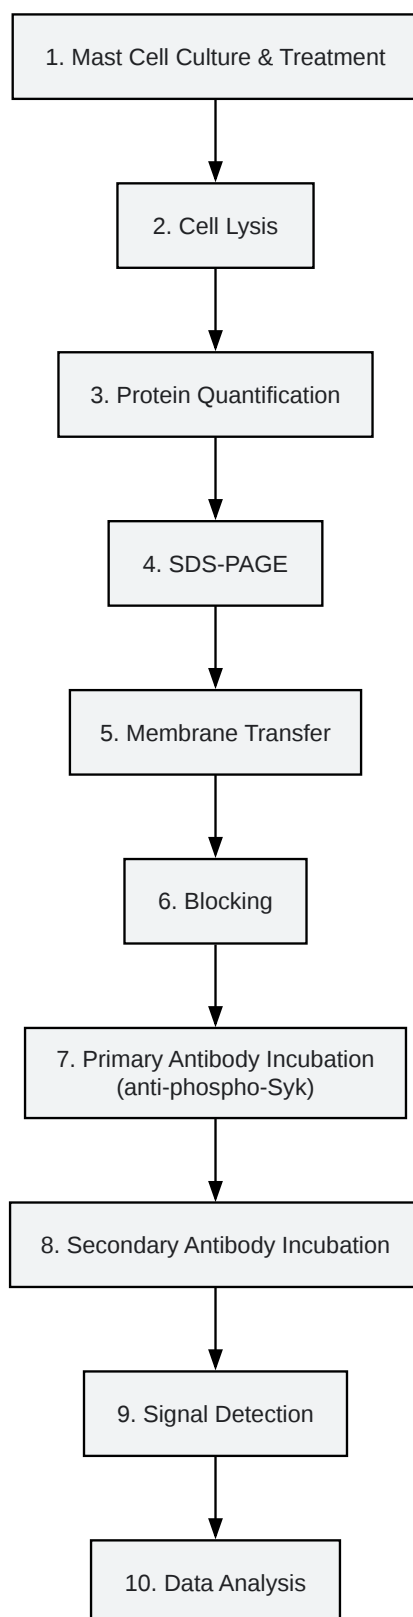 1. Mast Cell Culture & Treatment
2. Cell Lysis
3. Protein Quantification
4. SDS-PAGE
5. Membrane Transfer
6. Blocking
7. Primary Antibody Incubation
(anti-phospho-Syk)
8. Secondary Antibody Incubation
9. Signal Detection
10. Data Analysis